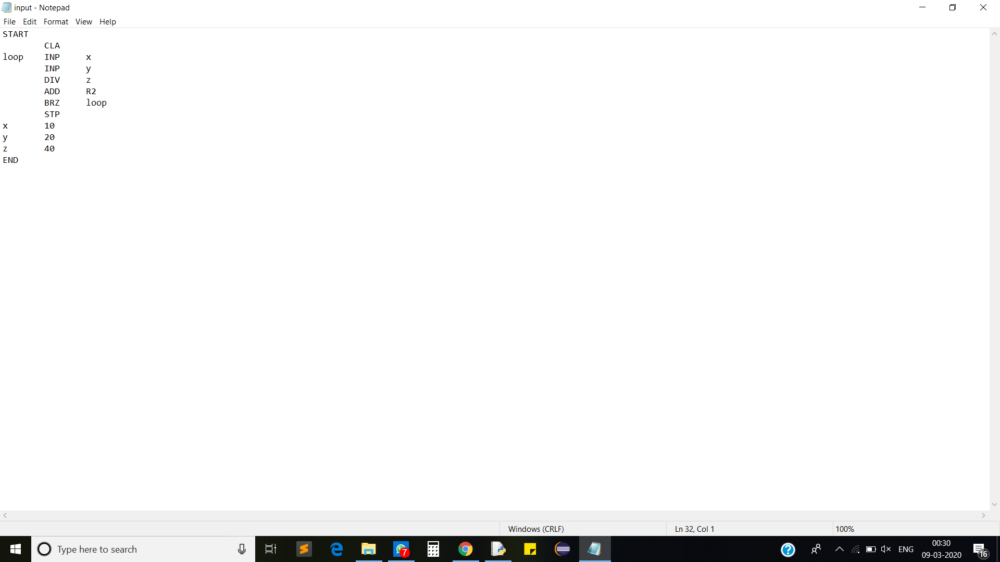 input - Notepad
File Edit Format View Help
START
CLA
loop INP x
INP y
DIV z
ADD R2
BRZ loop
STP
x 10
y 20
z 40
END
Windows (CRLF) Ln 32, Col 1 100%
Type here to search 7 ENG 00:30
09-03-2020 16